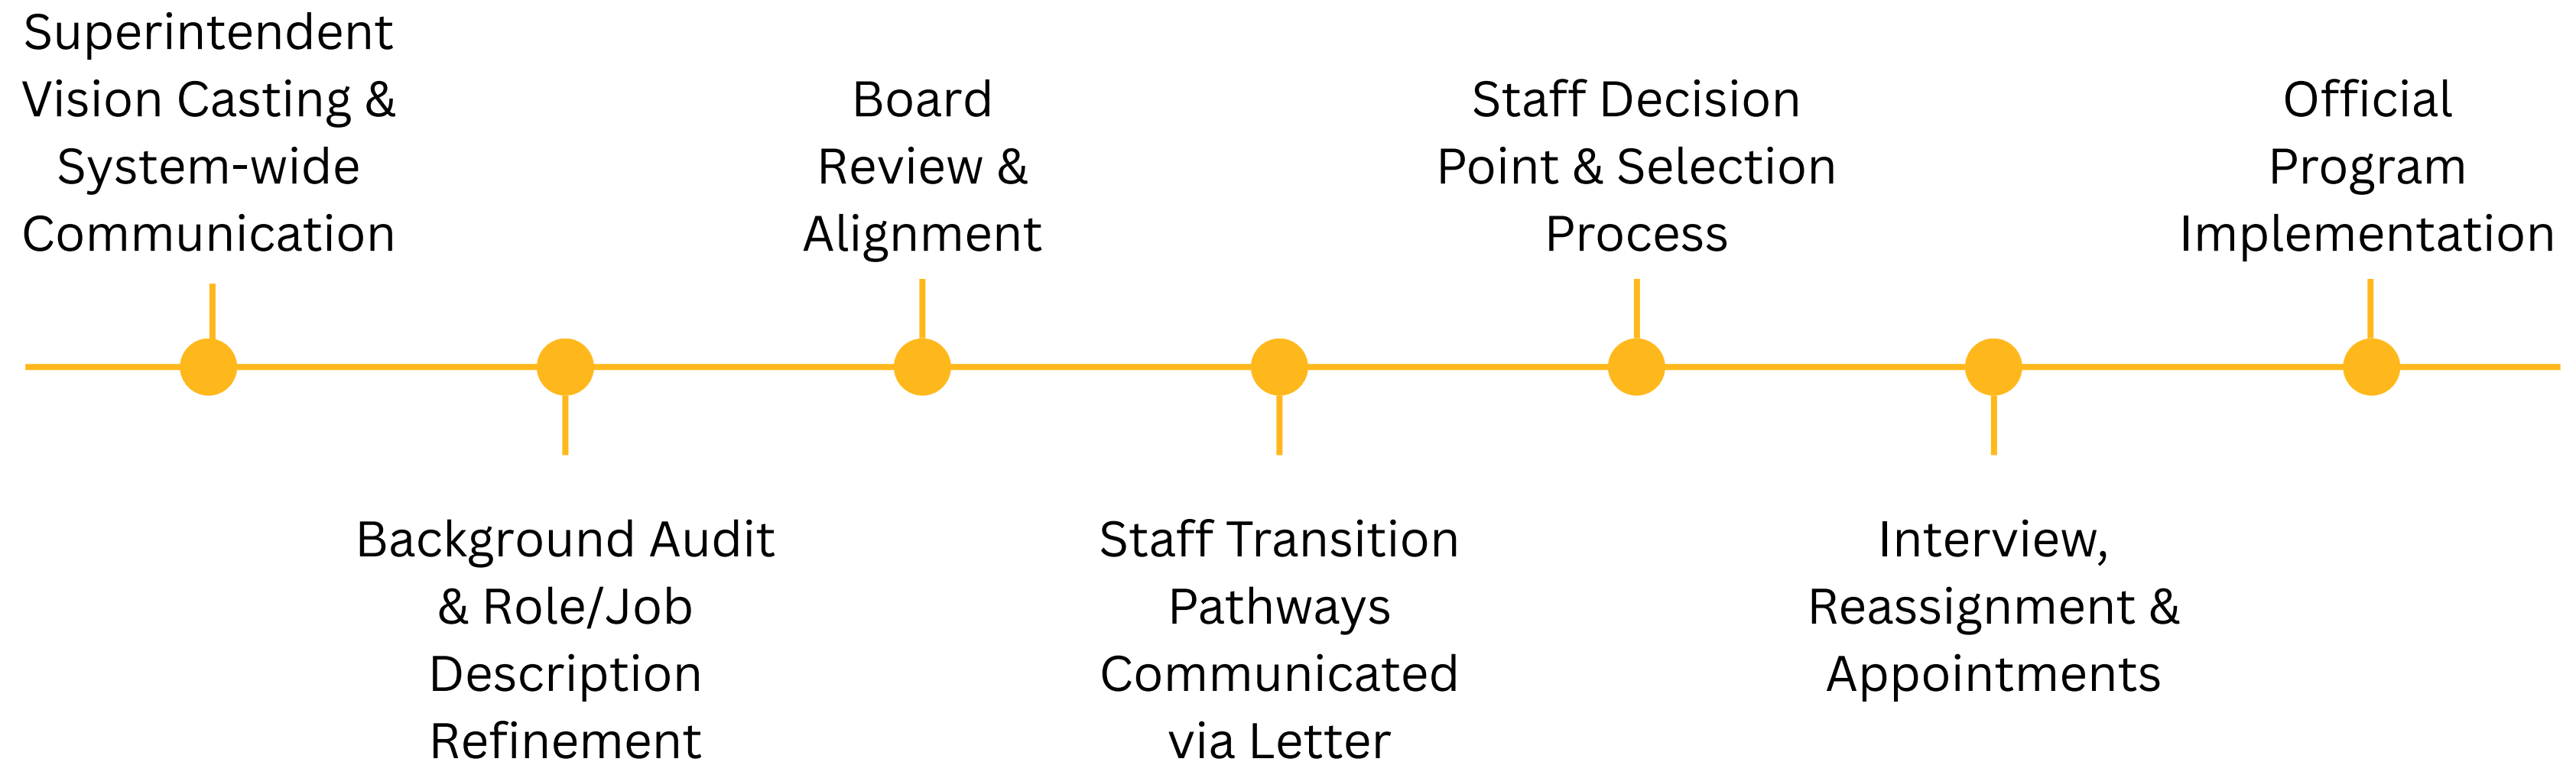 Superintendent
Vision Casting &
System-wide
Communication
Background Audit
& Role/Job
Description
Refinement
Board
Review &
Alignment
Staff Transition
Pathways
Communicated
via Letter
Staff Decision
Point & Selection
Process
Interview,
Reassignment &
Appointments
Official
Program
Implementation